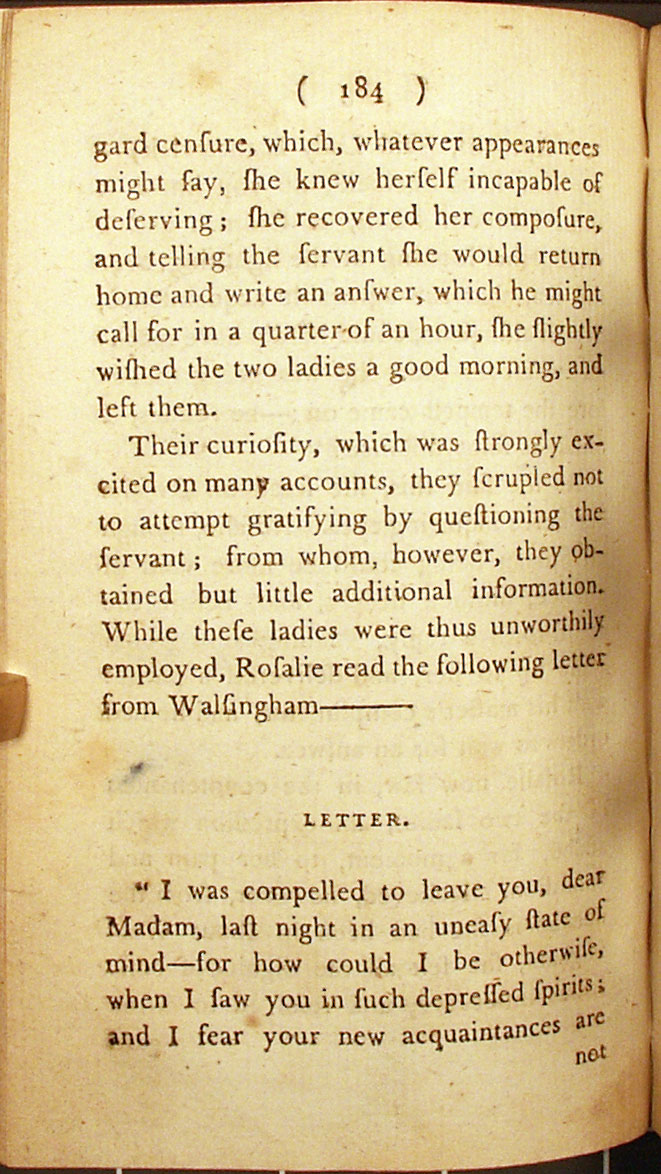 ( 184 )
gard cenſure, which, whatever appearances
might ſay, ſhe knew herſelf incapable of
deſerving; ſhe recovered her compoſure,
and telling the ſervant ſhe would return
home and write an anſwer, which he might
call for in a quarter of an hour, ſhe ſlightly
wiſhed the two ladies a good morning, and
left them.
Their curioſity, which was ſtrongly ex-
cited on many accounts, they ſcrupled not
to attempt gratifying by queſtioning the
ſervant; from whom, however, they ob-
tained but little additional information.
While theſe ladies were thus unworthily
employed, Roſalie read the following letter
from Walſingham———
LETTER.
“ I was compelled to leave you, dear
Madam, laſt night in an uneaſy ſtate of
mind—for how could I be otherwiſe,
when I ſaw you in ſuch depreſſed ſpirits;
and I fear your new acquaintances are
not